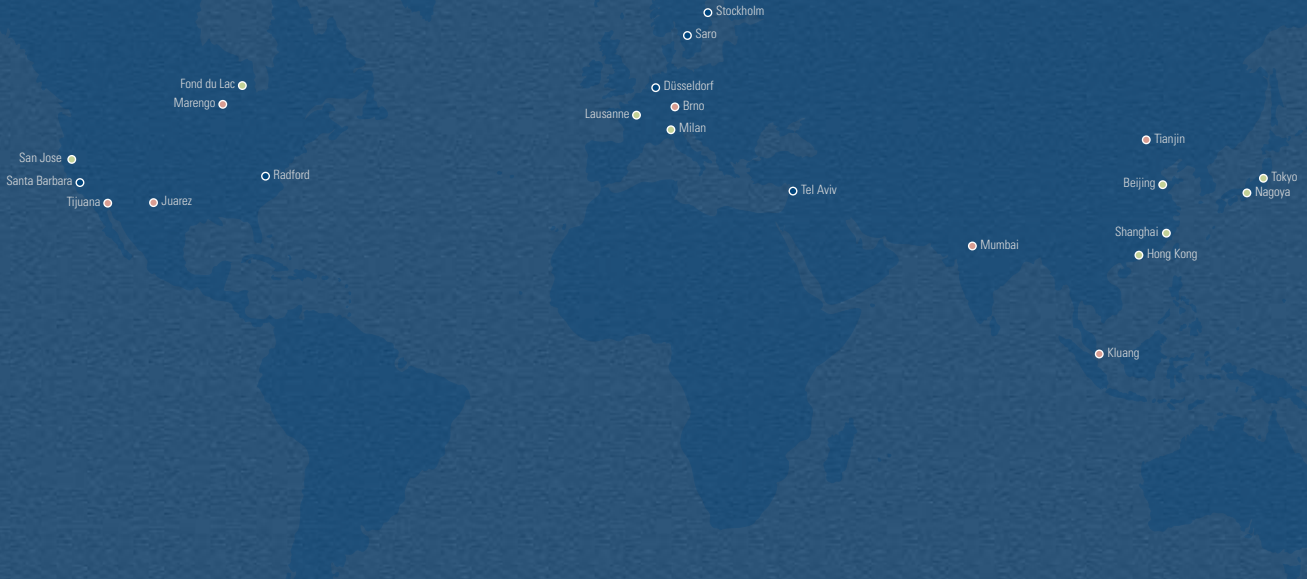 Stockholm
Saro
Fond du Lac
Düsseldorf
Marengo
Brno
Lausanne
Milan
Tianjin
San Jose
Radford
Tokyo
Santa Barbara
Beijing
Tel Aviv
Nagoya
Tijuana
Juarez
Shanghai
Mumbai
Hong Kong
Kluang